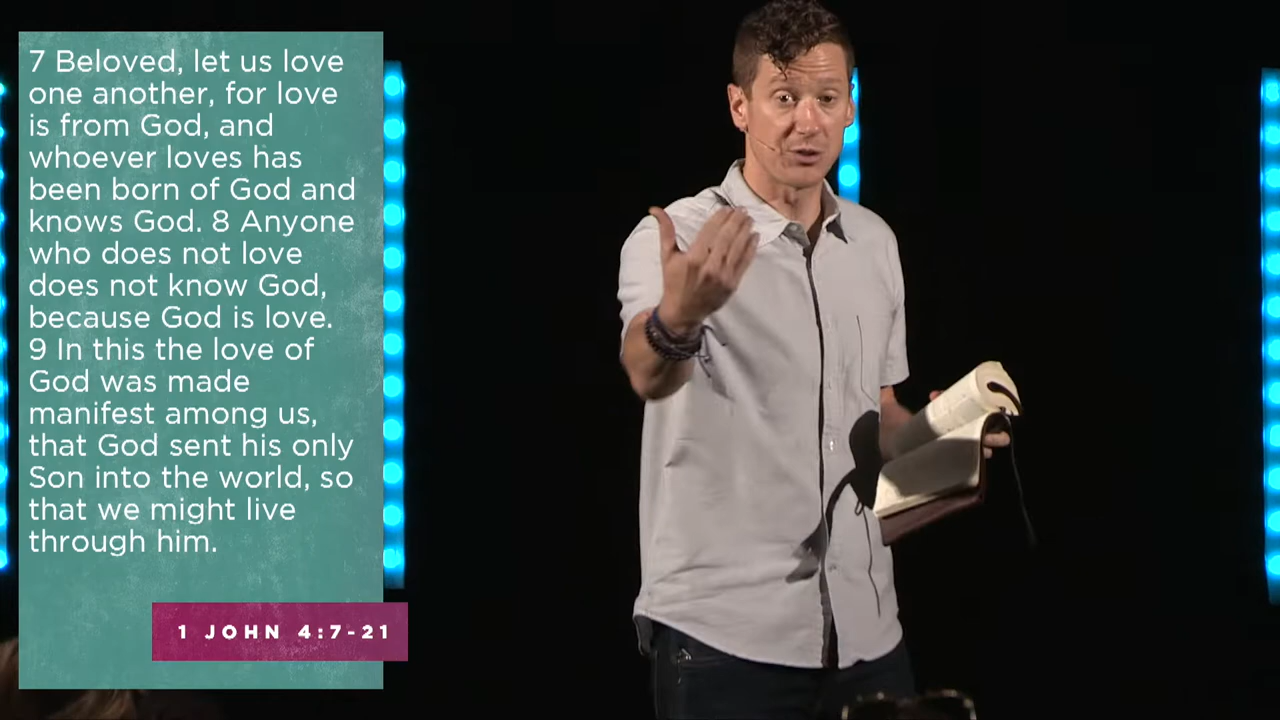 7 Beloved, let us love
one another, for love
is from God, and
whoever loves has
been born of God and
knows God. 8 Anyone
who does not love
does not know God,
because God is love.
9 In this the love of
God was made
manifest among us,
that God sent his only
Son into the world, so
that we might live
through him.
1 JOHN 4:7-21